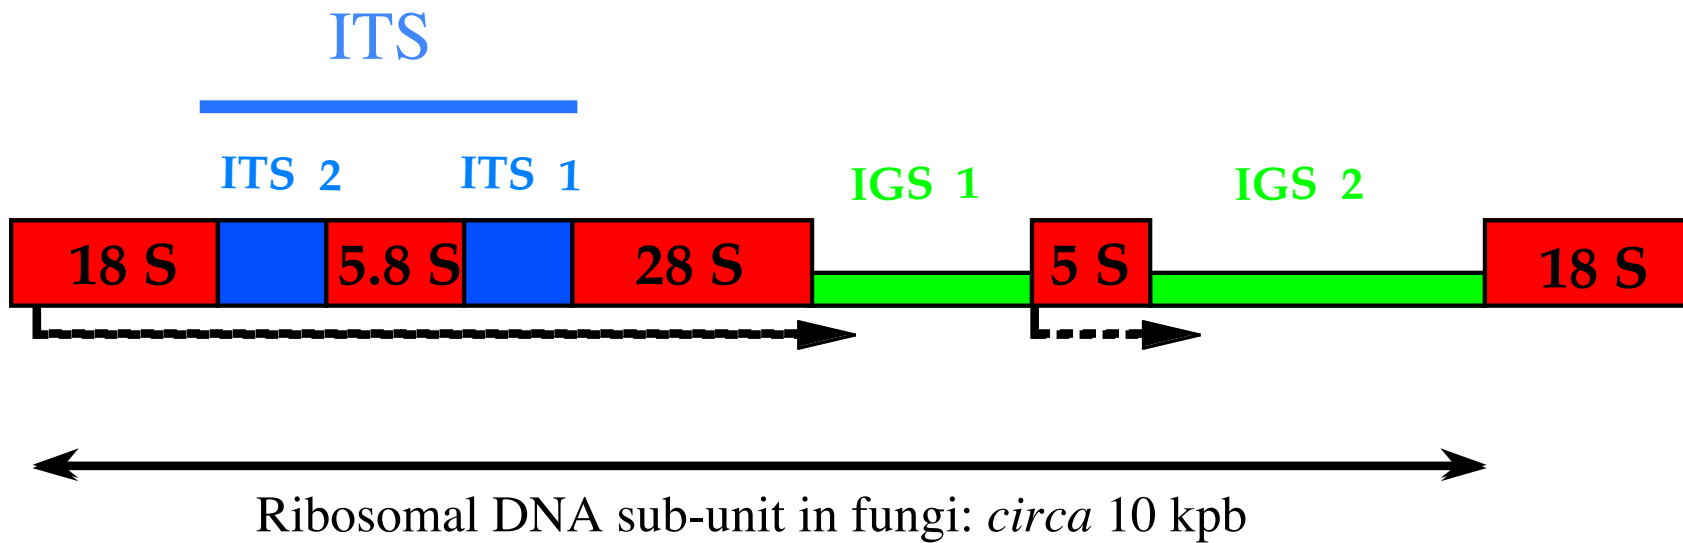 ITS
ITS 2 ITS 1 IGS 1 IGS 2
18 S 5.8 S 28 S 5 S 18 S
Ribosomal DNA sub-unit in fungi: circa 10 kpb